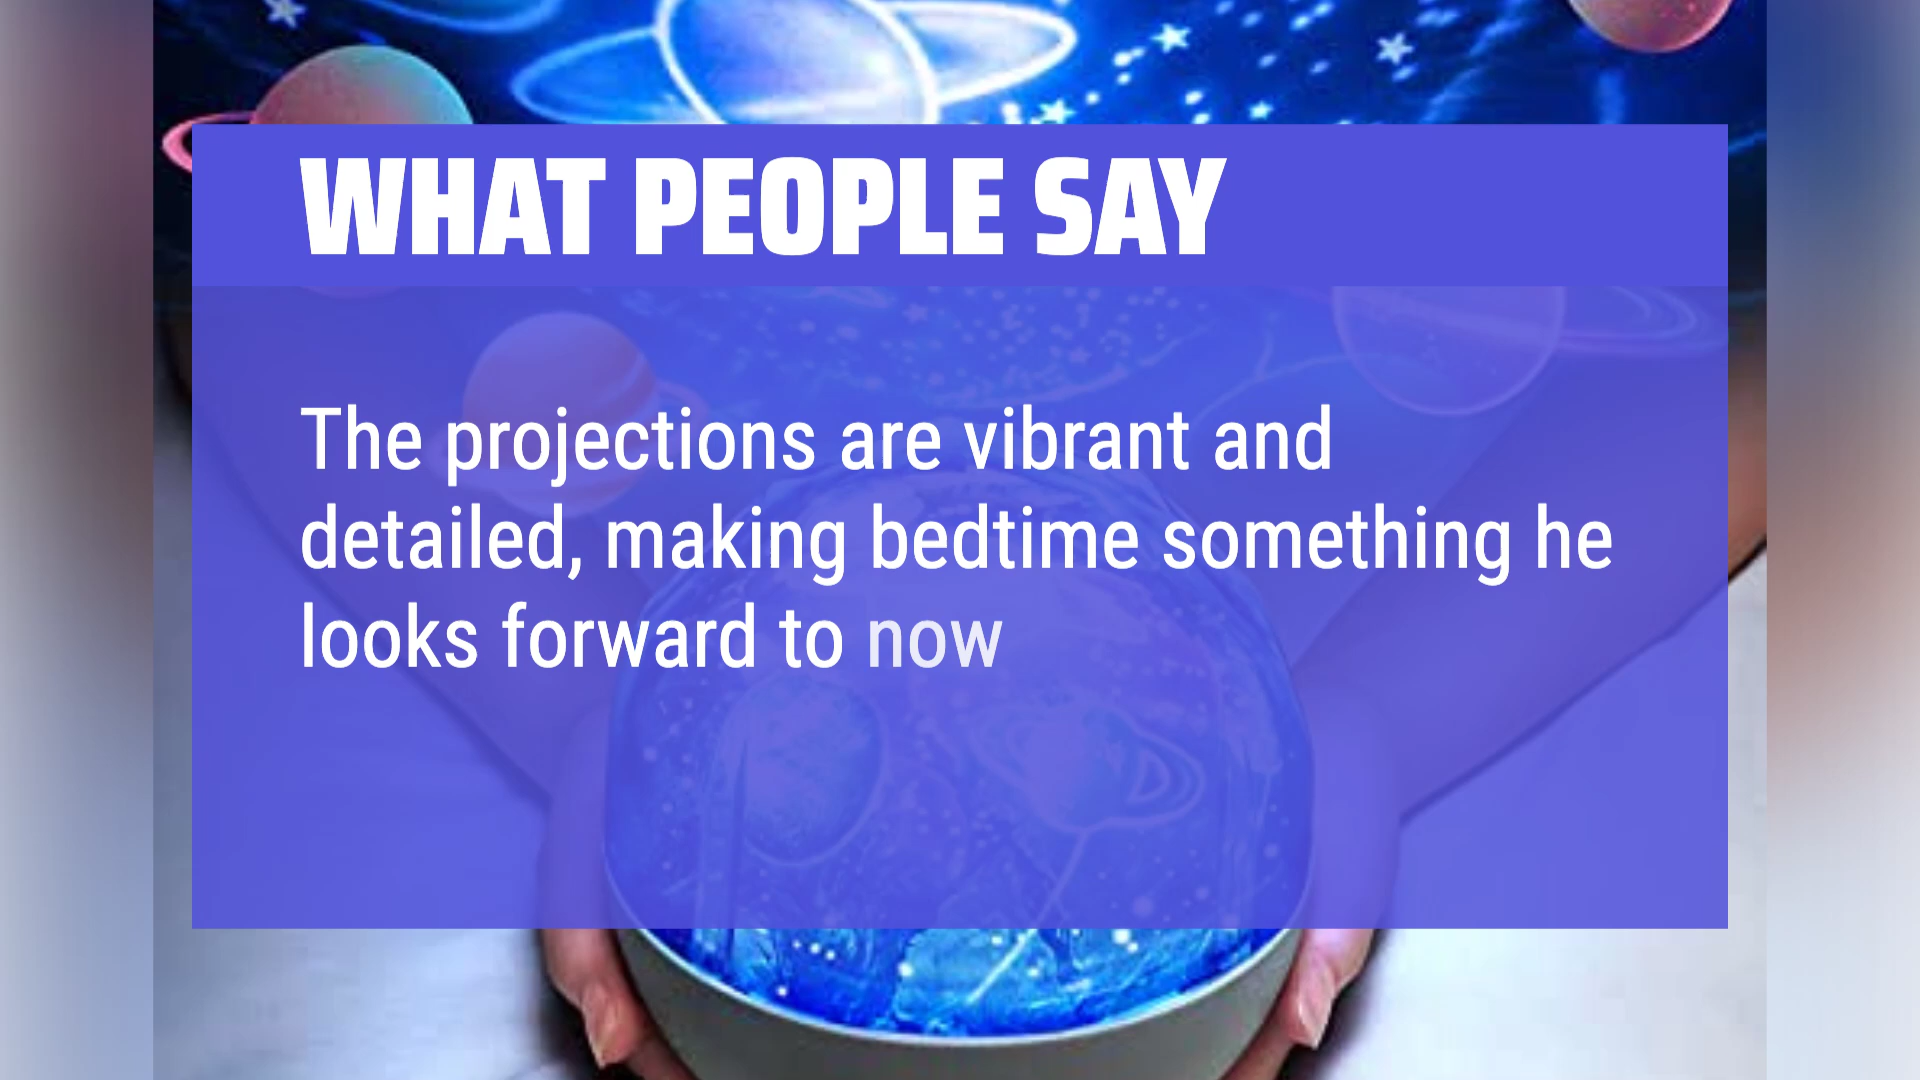 WHAT PEOPLE SAY
The projections are vibrant and
detailed, making bedtime something he
looks forward to now